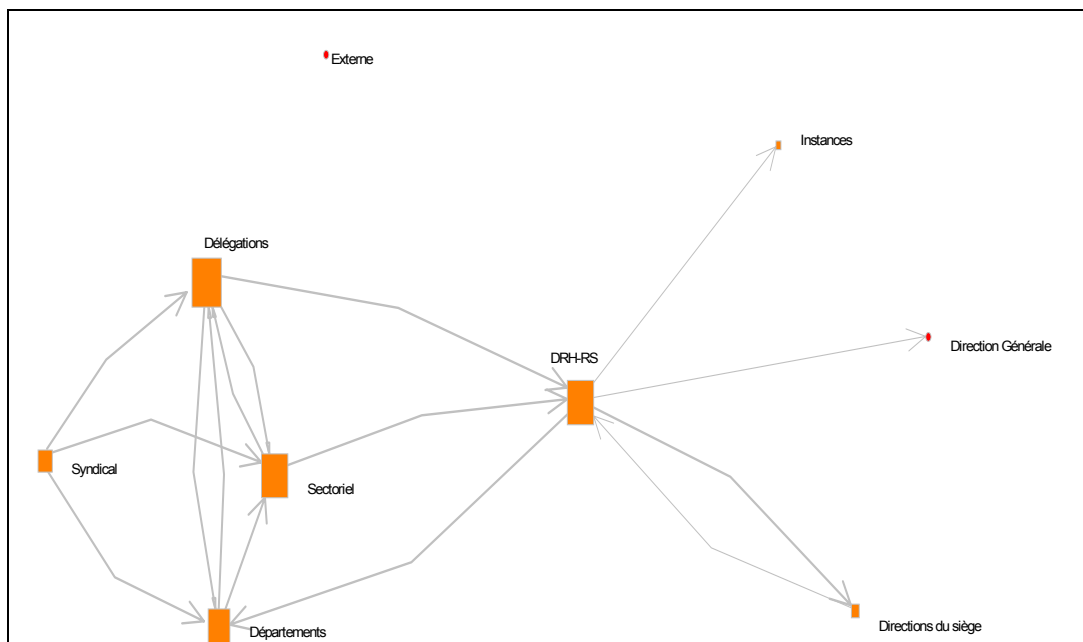 Externe
Instances
Délégations
Direction Générale
DRH-RS
Syndical
Sectoriel
Départements
Directions du siège